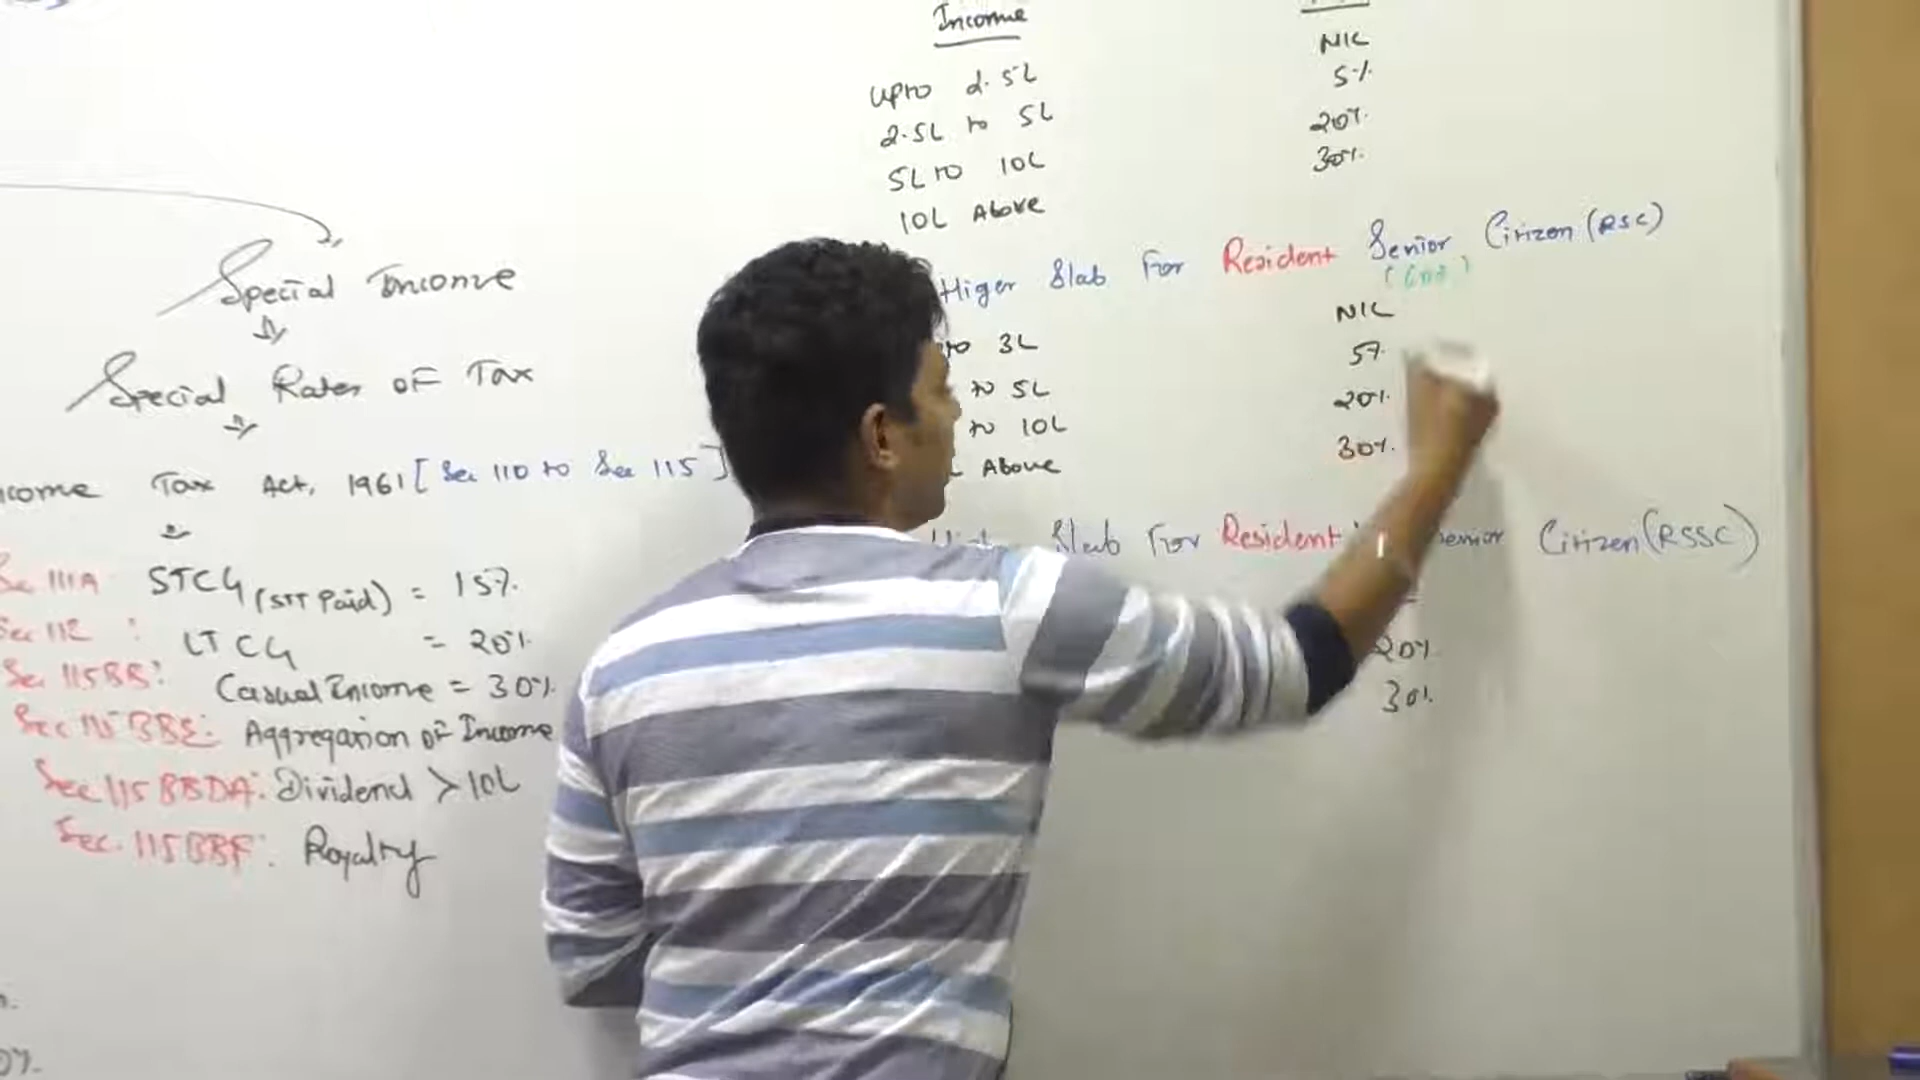 Special Income
Special Rates of Tax
Tax Act, 1961 [Sec 110 to Sec 115]
111A STCG (STT Paid) = 15%
Sec 112 : LTCG = 20%
Sec 115BB: Casual Income = 30%
Sec 115BBE: Aggregation of Income
Sec 115BBDA: Dividend > 10L
Sec. 115BBF: Royalty
Income
NIL
upto 2.5L 5%
2.5L to 5L 20%
5L to 10L 30%
10L Above
Higer Slab For Resident Senior Citizen (RSC)
to 3L NIL
to 5L 5%
to 10L 20%
Above 30%
Slab For Resident Senior Citizen (RSSC)
20%
30%